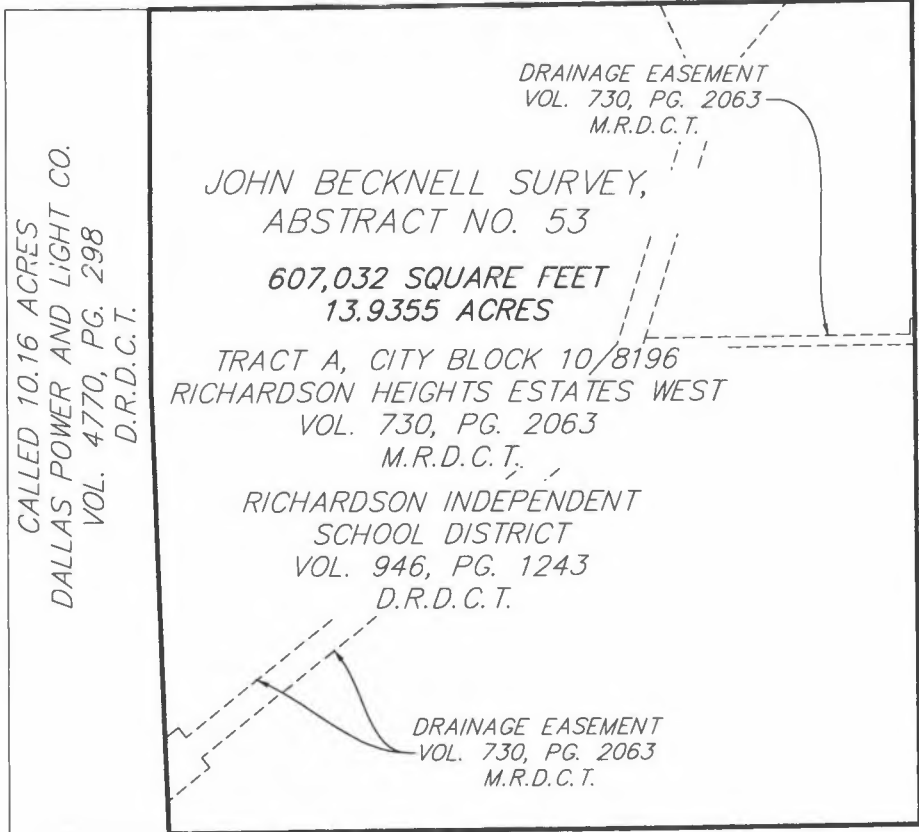 CALLED 10.16 ACRES
DALLAS POWER AND LIGHT CO.
VOL. 4770, PG. 298
D.R.D.C.T.
DRAINAGE EASEMENT
VOL. 730, PG. 2063
M.R.D.C.T.
JOHN BECKNELL SURVEY,
ABSTRACT NO. 53
607,032 SQUARE FEET
13.9355 ACRES
TRACT A, CITY BLOCK 10/8196
RICHARDSON HEIGHTS ESTATES WEST
VOL. 730, PG. 2063
M.R.D.C.T.
RICHARDSON INDEPENDENT
SCHOOL DISTRICT
VOL. 946, PG. 1243
D.R.D.C.T.
DRAINAGE EASEMENT
VOL. 730, PG. 2063
M.R.D.C.T.